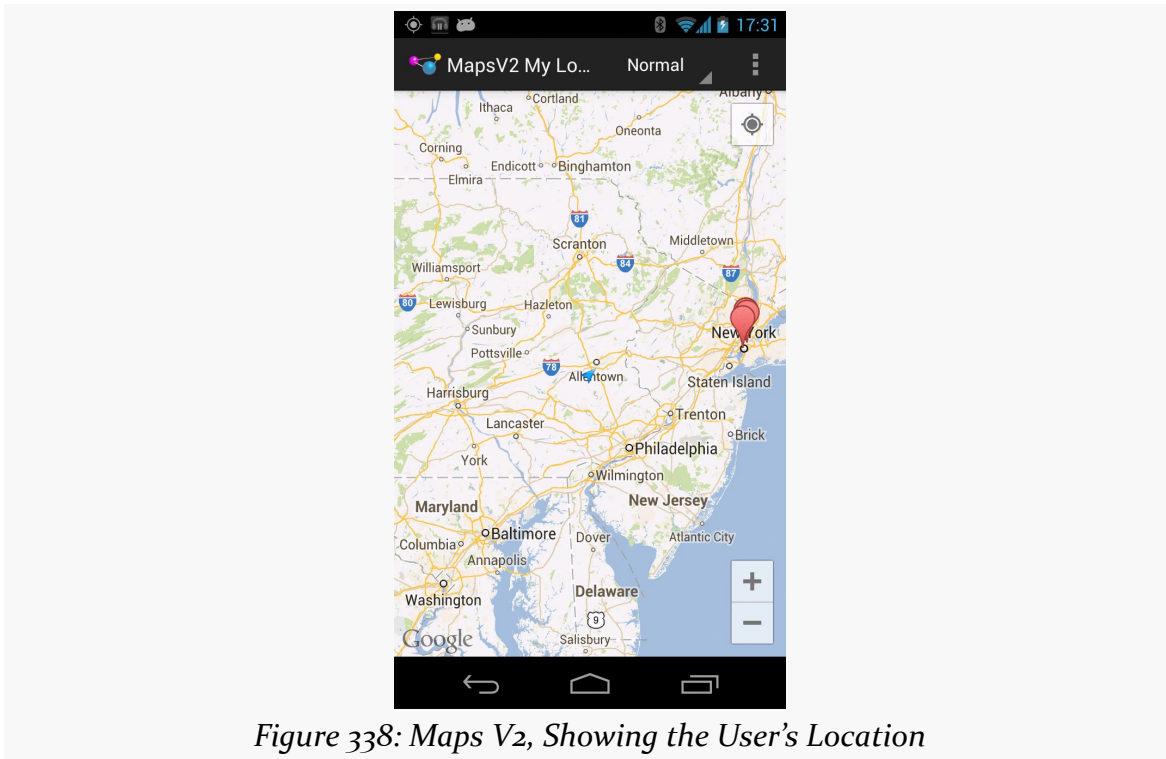 17:31
MapsV2 My Lo... Normal
Albany
Cortland
Ithaca
Oneonta
Corning
Endicott Binghamton
Elmira
81
Scranton Middletown
84
Williamsport 87
80 Lewisburg Hazleton
Sunbury New York
Pottsville
78 Allentown
Staten Island
Harrisburg
Lancaster Trenton
Brick
York Philadelphia
Wilmington
Maryland New Jersey
Baltimore Dover Atlantic City
Columbia
Annapolis
Washington Delaware
9
Google Salisbury
Figure 338: Maps V2, Showing the User's Location